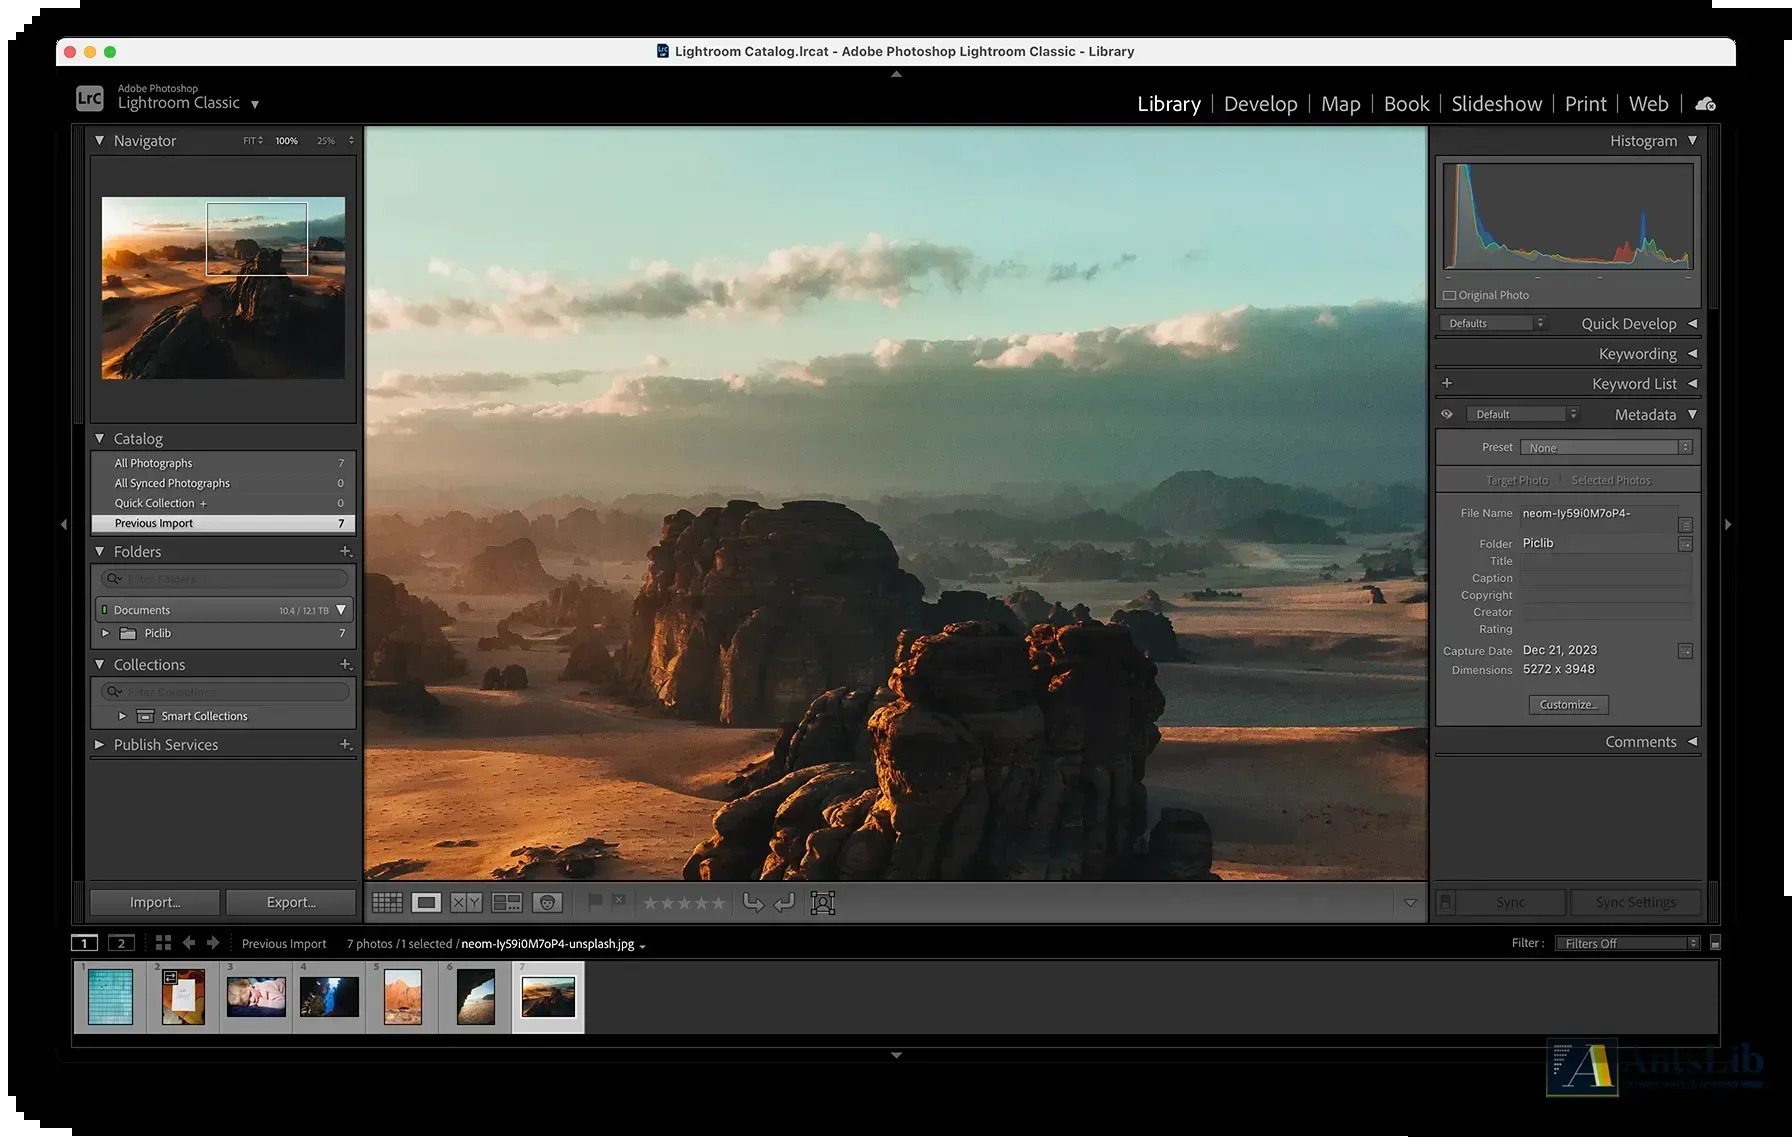 Lightroom Catalog.lrcat - Adobe Photoshop Lightroom Classic - Library
LrC
Adobe Photoshop
Lightroom Classic
Library | Develop | Map | Book | Slideshow | Print | Web
Navigator
FIT 100% 25%
Catalog
All Photographs 7
All Synced Photographs 0
Quick Collection + 0
Previous Import 7
Folders +
Filter Folders
Documents 10.4 / 12.1 TB
Piclib 7
Collections +
Filter Collections
Smart Collections
Publish Services +
Import...
Export...
X Y
Histogram
Original Photo
Defaults Quick Develop
Keywording
+ Keyword List
Default Metadata
Preset None
Target Photo Selected Photos
File Name neom-Iy59i0M7oP4-
Folder Piclib
Title
Caption
Copyright
Creator
Rating
Capture Date Dec 21, 2023
Dimensions 5272 x 3948
Customize...
Comments
Sync
Sync Settings
1 2 Previous Import 7 photos / 1 selected / neom-Iy59i0M7oP4-unsplash.jpg
Filter : Filters Off
1 2 3 4 5 6 7
A AntsLib